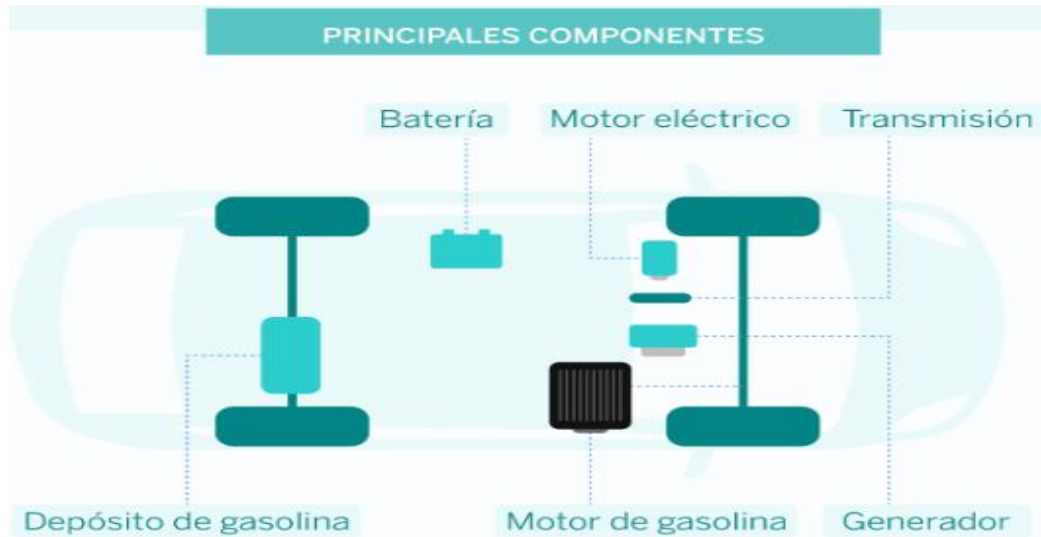 PRINCIPALES COMPONENTES
Batería
Motor eléctrico
Transmisión
Depósito de gasolina
Motor de gasolina
Generador